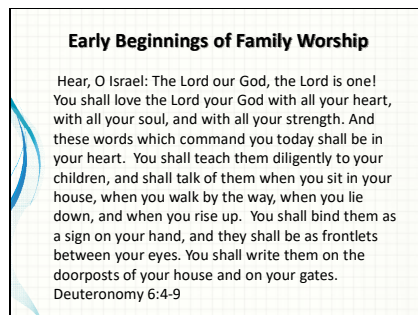 Early Beginnings of Family Worship
Hear, O Israel: The Lord our God, the Lord is one!
You shall love the Lord your God with all your heart,
with all your soul, and with all your strength. And
these words which command you today shall be in
your heart.  You shall teach them diligently to your
children, and shall talk of them when you sit in your
house, when you walk by the way, when you lie
down, and when you rise up.  You shall bind them as
a sign on your hand, and they shall be as frontlets
between your eyes. You shall write them on the
doorposts of your house and on your gates.
Deuteronomy 6:4-9